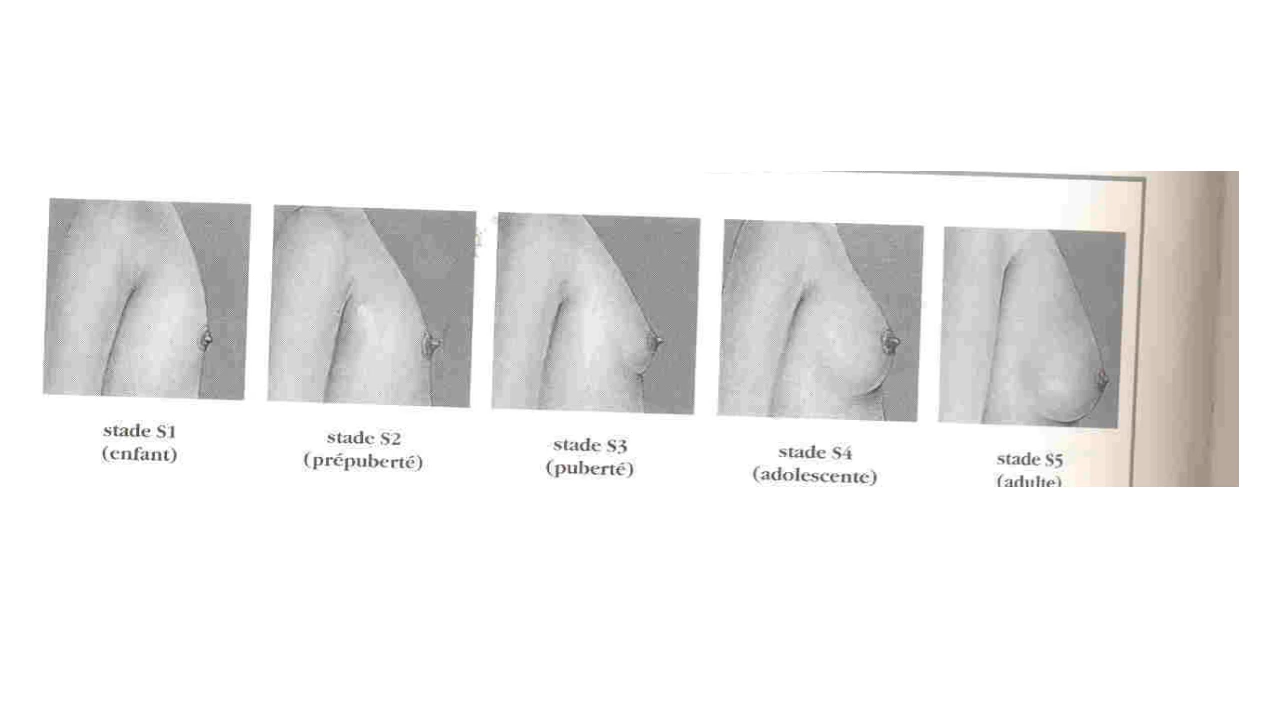 stade S1
(enfant)
stade S2
(prépuberté)
stade S3
(puberté)
stade S4
(adolescente)
stade S5
(adulte)